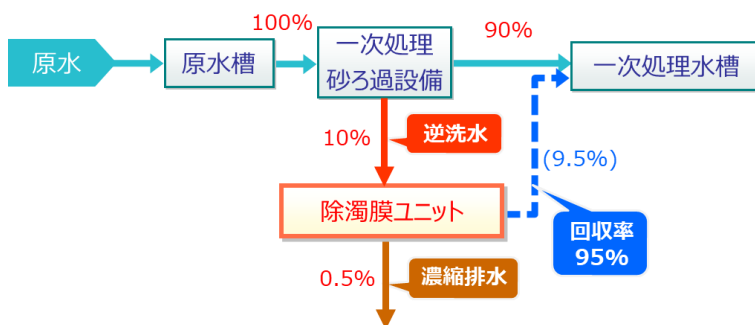 100%
90%
原水
原水槽
一次処理
砂ろ過設備
一次処理水槽
10%
逆洗水
(9.5%)
除濁膜ユニット
回収率
95%
0.5%
濃縮排水